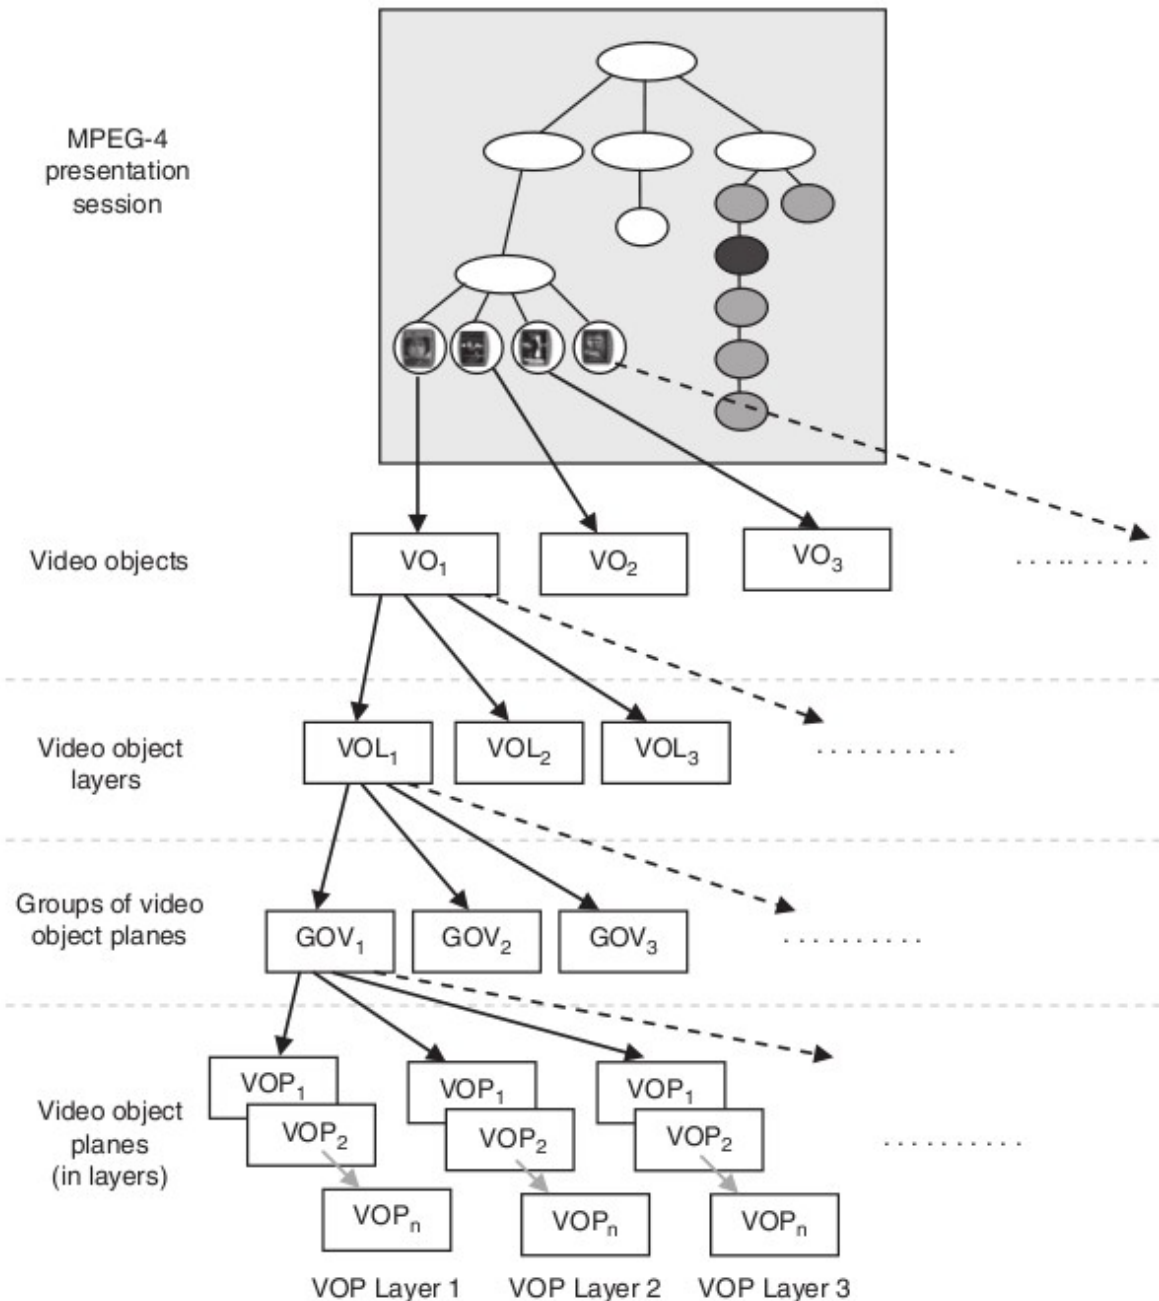 MPEG-4
presentation
session
Video objects
VO₁
VO₂
VO₃
Video object
layers
VOL₁
VOL₂
VOL₃
Groups of video
object planes
GOV₁
GOV₂
GOV₃
Video object
planes
(in layers)
VOP₁
VOP₂
VOPₙ
VOP₁
VOP₂
VOPₙ
VOP₁
VOP₂
VOPₙ
VOP Layer 1
VOP Layer 2
VOP Layer 3